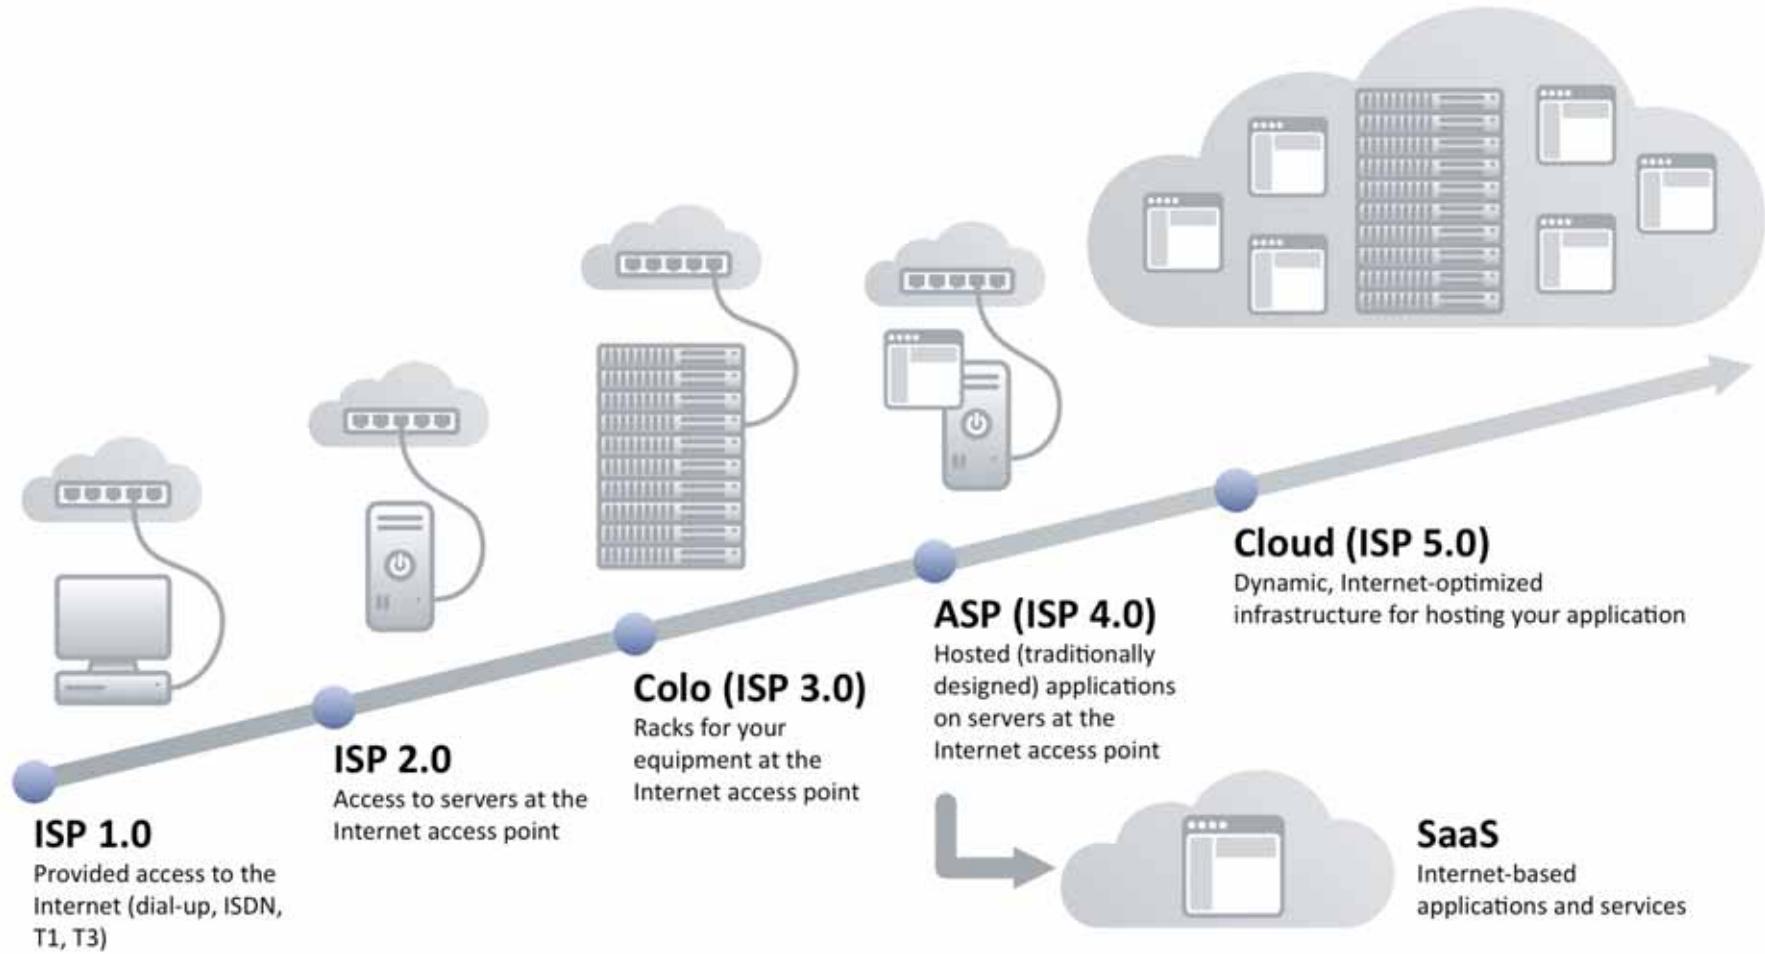 ISP 1.0
Provided access to the
Internet (dial-up, ISDN,
T1, T3)
ISP 2.0
Access to servers at the
Internet access point
Colo (ISP 3.0)
Racks for your
equipment at the
Internet access point
ASP (ISP 4.0)
Hosted (traditionally
designed) applications
on servers at the
Internet access point
Cloud (ISP 5.0)
Dynamic, Internet-optimized
infrastructure for hosting your application
SaaS
Internet-based
applications and services